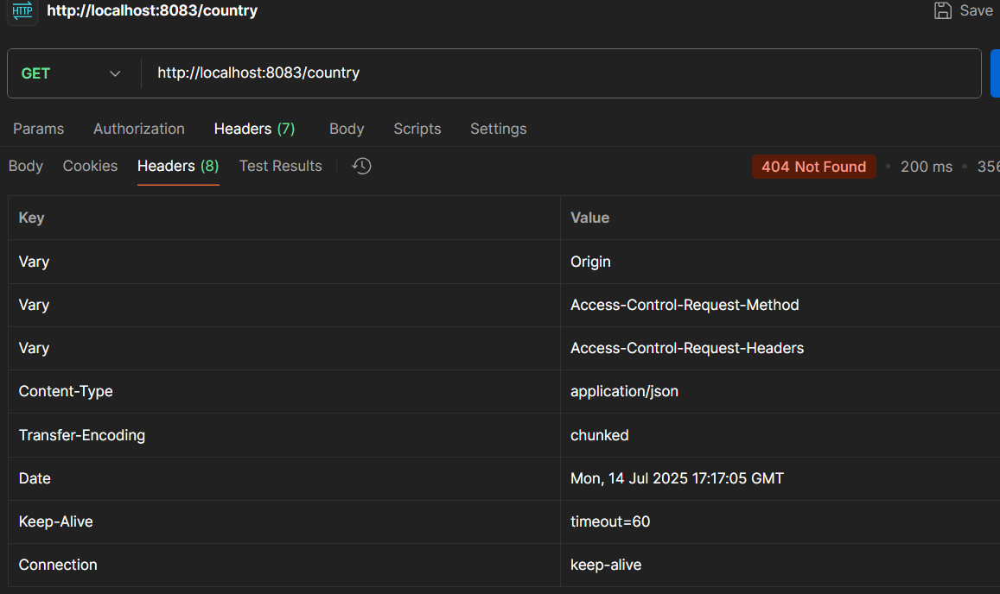 HTTP http://localhost:8083/country Save
GET http://localhost:8083/country
Params Authorization Headers (7) Body Scripts Settings
Body Cookies Headers (8) Test Results 404 Not Found • 200 ms • 356
Key Value
Vary Origin
Vary Access-Control-Request-Method
Vary Access-Control-Request-Headers
Content-Type application/json
Transfer-Encoding chunked
Date Mon, 14 Jul 2025 17:17:05 GMT
Keep-Alive timeout=60
Connection keep-alive